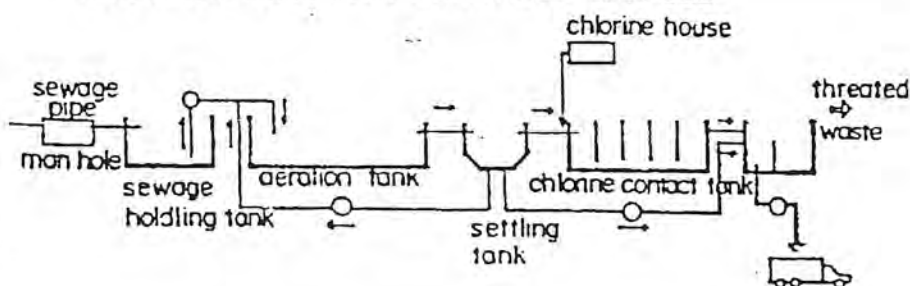 chlorine house
sewage
pipe
man hole
threated
waste
aeration tank
chlorine contact tank
sewage
holdling tank
settling
tank